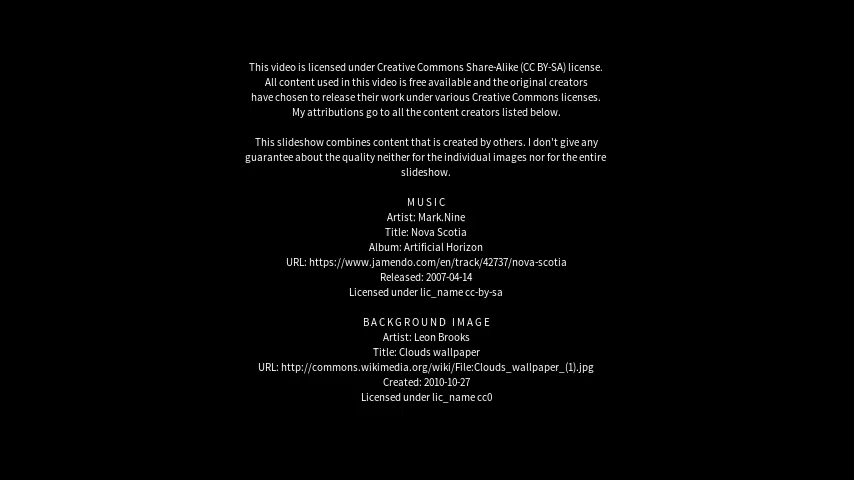 This video is licensed under Creative Commons Share-Alike (CC BY-SA) license.
All content used in this video is free available and the original creators
have chosen to release their work under various Creative Commons licenses.
My attributions go to all the content creators listed below.
This slideshow combines content that is created by others. I don't give any
guarantee about the quality neither for the individual images nor for the entire
slideshow.
MUSIC
Artist: Mark.Nine
Title: Nova Scotia
Album: Artificial Horizon
URL: https://www.jamendo.com/en/track/42737/nova-scotia
Released: 2007-04-14
Licensed under lic_name cc-by-sa
BACKGROUND IMAGE
Artist: Leon Brooks
Title: Clouds wallpaper
URL: http://commons.wikimedia.org/wiki/File:Clouds_wallpaper_(1).jpg
Created: 2010-10-27
Licensed under lic_name cc0